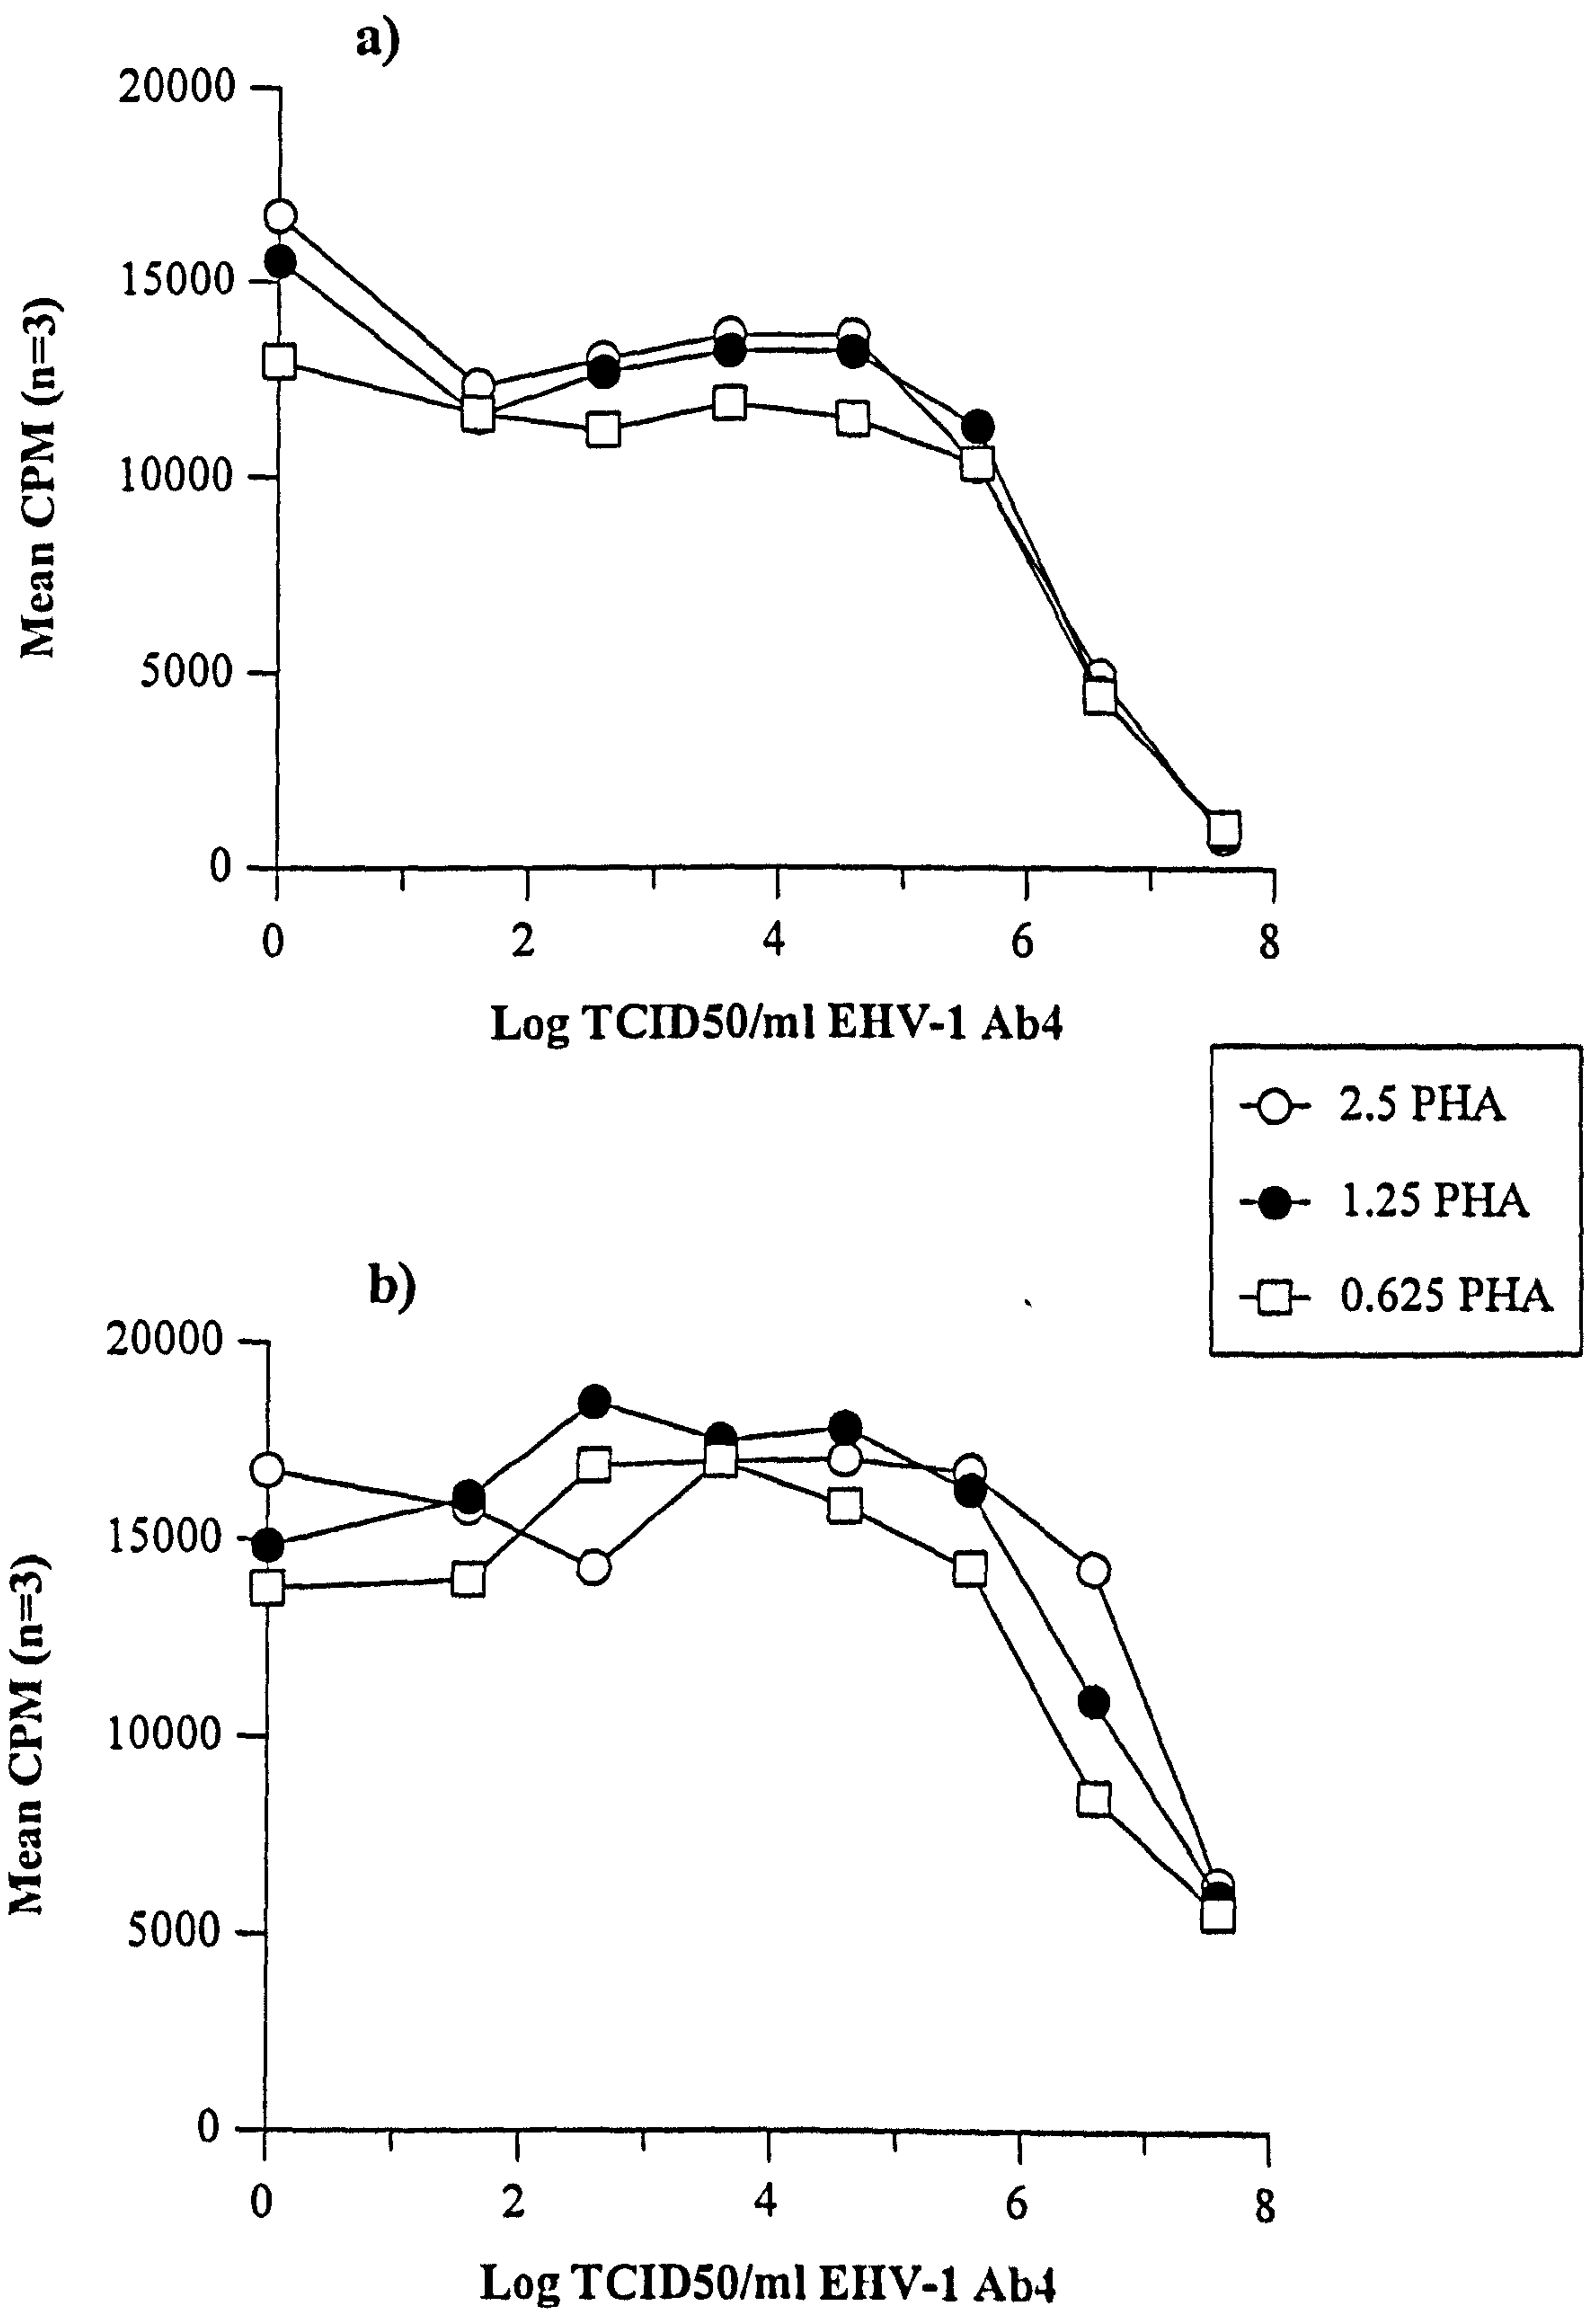 a)
20000
15000
10000
5000
0
Mean CPM (n=3)
0 2 4 6 8
Log TCID50/ml EHV-1 Ab4
2.5 PHA
1.25 PHA
0.625 PHA
b)
20000
15000
10000
5000
0
Mean CPM (n=3)
0 2 4 6 8
Log TCID50/ml EHV-1 Ab4